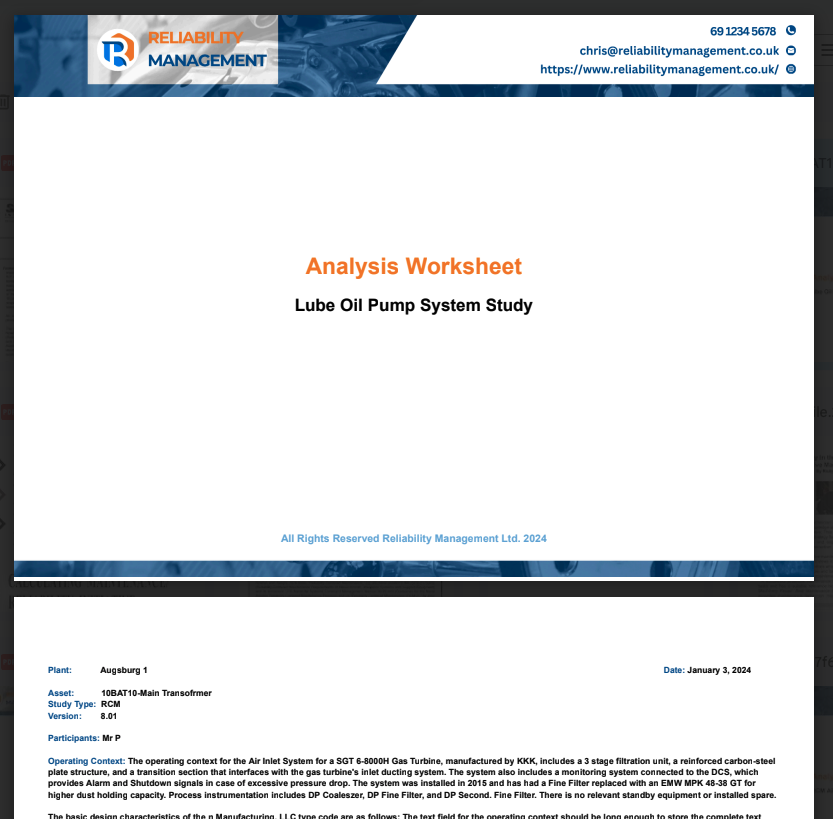 RELIABILITY
MANAGEMENT
69 1234 5678
chris@reliabilitymanagement.co.uk
https://www.reliabilitymanagement.co.uk/
Analysis Worksheet
Lube Oil Pump System Study
All Rights Reserved Reliability Management Ltd. 2024
Plant: Augsburg 1
Date: January 3, 2024
Asset: 10BAT10-Main Transofrmer
Study Type: RCM
Version: 8.01
Participants: Mr P
Operating Context: The operating context for the Air Inlet System for a SGT 6-8000H Gas Turbine, manufactured by KKK, includes a 3 stage filtration unit, a reinforced carbon-steel
plate structure, and a transition section that interfaces with the gas turbine's inlet ducting system. The system also includes a monitoring system connected to the DCS, which
provides Alarm and Shutdown signals in case of excessive pressure drop. The system was installed in 2015 and has had a Fine Filter replaced with an EMW MPK 48-38 GT for
higher dust holding capacity. Process instrumentation includes DP Coaleszer, DP Fine Filter, and DP Second. Fine Filter. There is no relevant standby equipment or installed spare.
The basic design characteristics of the n Manufacturing, LLC type code are as follows: The text field for the operating context should be long enough to store the complete text